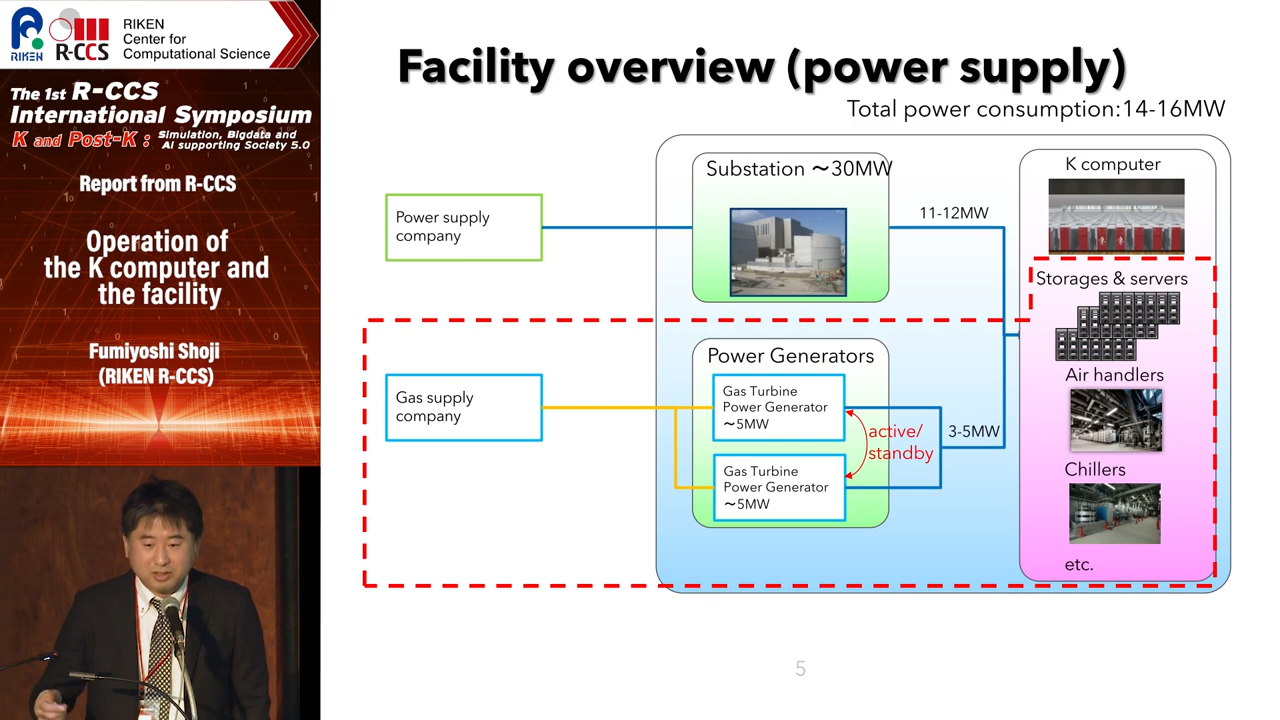 RIKEN
R-CCS
RIKEN
Center for
Computational Science
The 1st R-CCS
International Symposium
K and Post-K : Simulation, Bigdata and
AI supporting Society 5.0
Report from R-CCS
Operation of
the K computer and
the facility
Fumiyoshi Shoji
(RIKEN R-CCS)
Facility overview (power supply)
Total power consumption:14-16MW
Power supply
company
Substation ～30MW
11-12MW
K computer
Storages & servers
Gas supply
company
Power Generators
Gas Turbine
Power Generator
～5MW
Gas Turbine
Power Generator
～5MW
active/
standby
3-5MW
Air handlers
Chillers
etc.
5